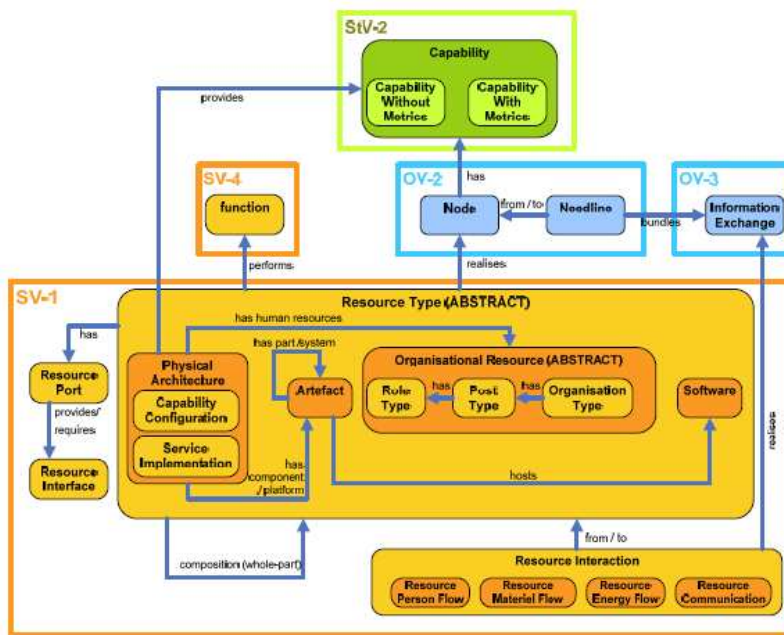 StV-2
Capability
Capability
Without
Metrics
Capability
With
Metrics
provides
has
SV-4
function
OV-2
Node
from / to
Needline
OV-3
bundles
Information
Exchange
performs
realises
SV-1
Resource Type (ABSTRACT)
has
has human resources
has part /system
Resource
Port
Physical
Architecture
Capability
Configuration
Service
Implementation
Artefact
Organisational Resource (ABSTRACT)
Role
Type
has
Post
Type
has
Organisation
Type
Software
provides/
requires
Resource
Interface
has
/component
/platform
hosts
realises
composition (whole-part)
from / to
Resource Interaction
Resource
Person Flow
Resource
Materiel Flow
Resource
Energy Flow
Resource
Communication